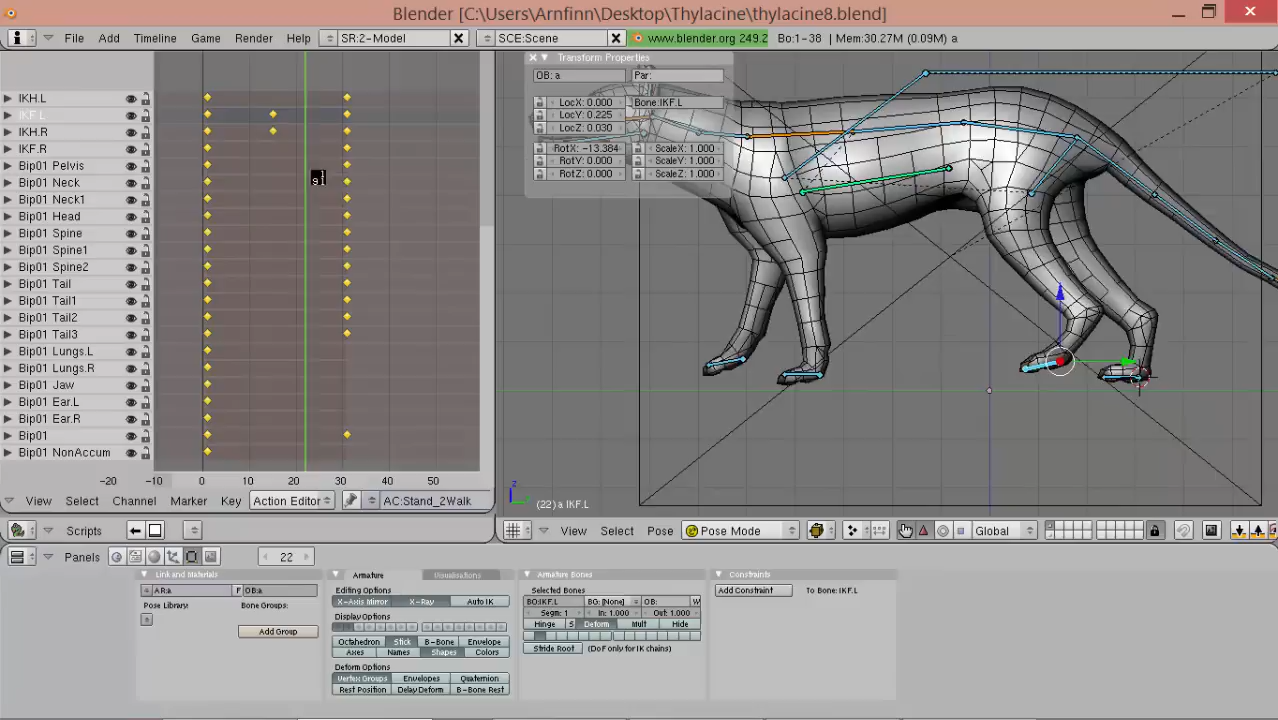 Blender [C:\Users\Arnfinn\Desktop\Thylacine\thylacine8.blend]
File Add Timeline Game Render Help SR:2-Model SCE:Scene www.blender.org 249.2 Bo:1-38 | Mem:30.27M (0.09M) a
Transform Properties
OB: a Par:
LocX: 0.000 Bone:IKF.L
LocY: 0.225
LocZ: 0.030
RotX: -13.384 ScaleX: 1.000
RotY: 0.000 ScaleY: 1.000
RotZ: 0.000 ScaleZ: 1.000
IKH.L
IKF.L
IKH.R
IKF.R
Bip01 Pelvis
Bip01 Neck
Bip01 Neck1
Bip01 Head
Bip01 Spine
Bip01 Spine1
Bip01 Spine2
Bip01 Tail
Bip01 Tail1
Bip01 Tail2
Bip01 Tail3
Bip01 Lungs.L
Bip01 Lungs.R
Bip01 Jaw
Bip01 Ear.L
Bip01 Ear.R
Bip01
Bip01 NonAccum
-20 -10 0 10 20 30 40 50
View Select Channel Marker Key Action Editor AC:Stand_2Walk
z
(22) a IKF.L
Scripts
View Select Pose Pose Mode Global
Panels 22
Link and Materials
AR:a F OB:a
Pose Library: Bone Groups:
Add Group
Armature Visualisations
Editing Options
X-Axis Mirror X-Ray Auto IK
Display Options
Octahedron Stick B-Bone Envelope
Axes Names Shapes Colors
Deform Options
Vertex Groups Envelopes Quaternion
Rest Position Delay Deform B-Bone Rest
Armature Bones
Selected Bones
BO:IKF.L BG: [None] OB: W
Segm: 1 In: 1.000 Out: 1.000
Hinge S Deform Mult Hide
Stride Root (DoF only for IK chains)
Constraints
Add Constraint To Bone: IKF.L